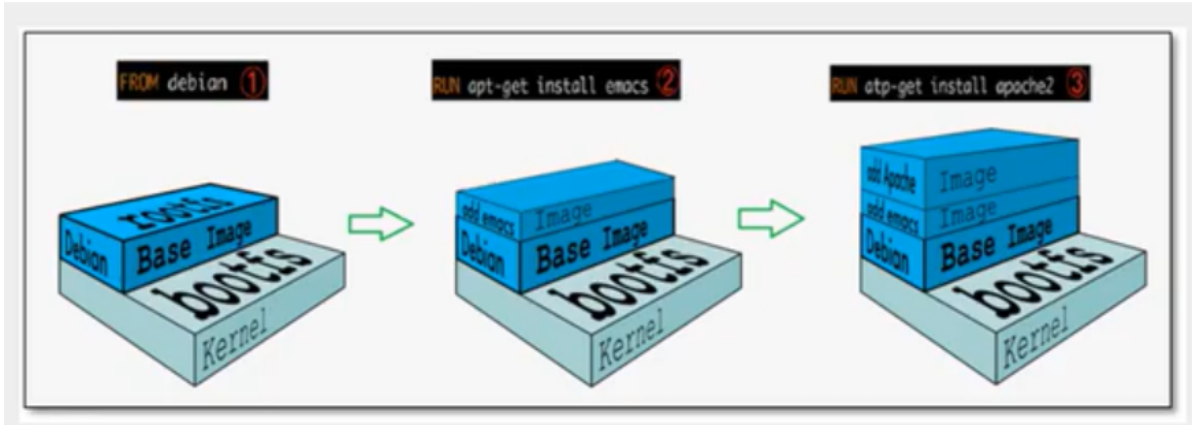 FROM debian ①
RUN apt-get install emacs ②
RUN atp-get install apache2 ③
rootfs
Debian
Base Image
bootfs
Kernel
add emacs
Image
Debian
Base Image
bootfs
Kernel
add Apache
Image
add emacs
Image
Debian
Base Image
bootfs
Kernel